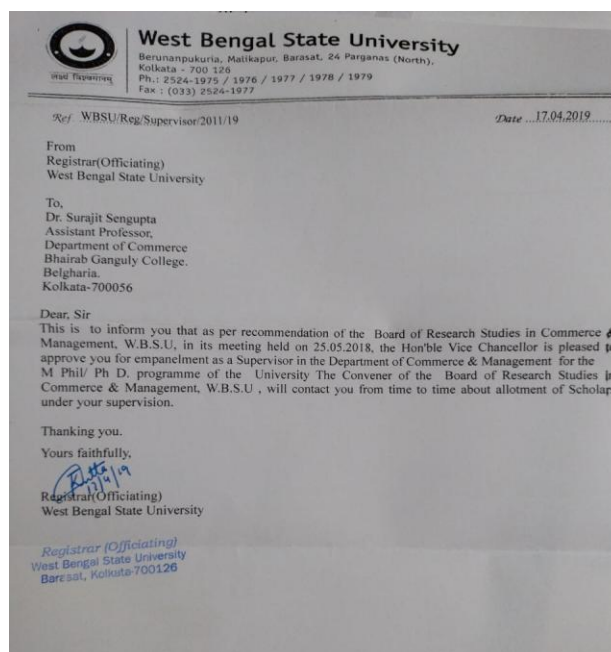 West Bengal State University
Berunanpukuria, Malikapur, Barasat, 24 Parganas (North),
Kolkata - 700 126
Ph.: 2524-1975 / 1976 / 1977 / 1978 / 1979
Fax : (033) 2524-1977
Ref WBSU/Reg/Supervisor/2011/19
Date ...17.04.2019......
From
Registrar(Officiating)
West Bengal State University
To,
Dr. Surajit Sengupta
Assistant Professor,
Department of Commerce
Bhairab Ganguly College.
Belgharia.
Kolkata-700056
Dear, Sir
This is to inform you that as per recommendation of the Board of Research Studies in Commerce &
Management, W.B.S.U, in its meeting held on 25.05.2018, the Hon'ble Vice Chancellor is pleased to
approve you for empanelment as a Supervisor in the Department of Commerce & Management for the
M Phil/ Ph D. programme of the University The Convener of the Board of Research Studies in
Commerce & Management, W.B.S.U , will contact you from time to time about allotment of Scholar
under your supervision.
Thanking you.
Yours faithfully,
Registrar(Officiating)
West Bengal State University
Registrar (Officiating)
West Bengal State University
Barasat, Kolkata-700126